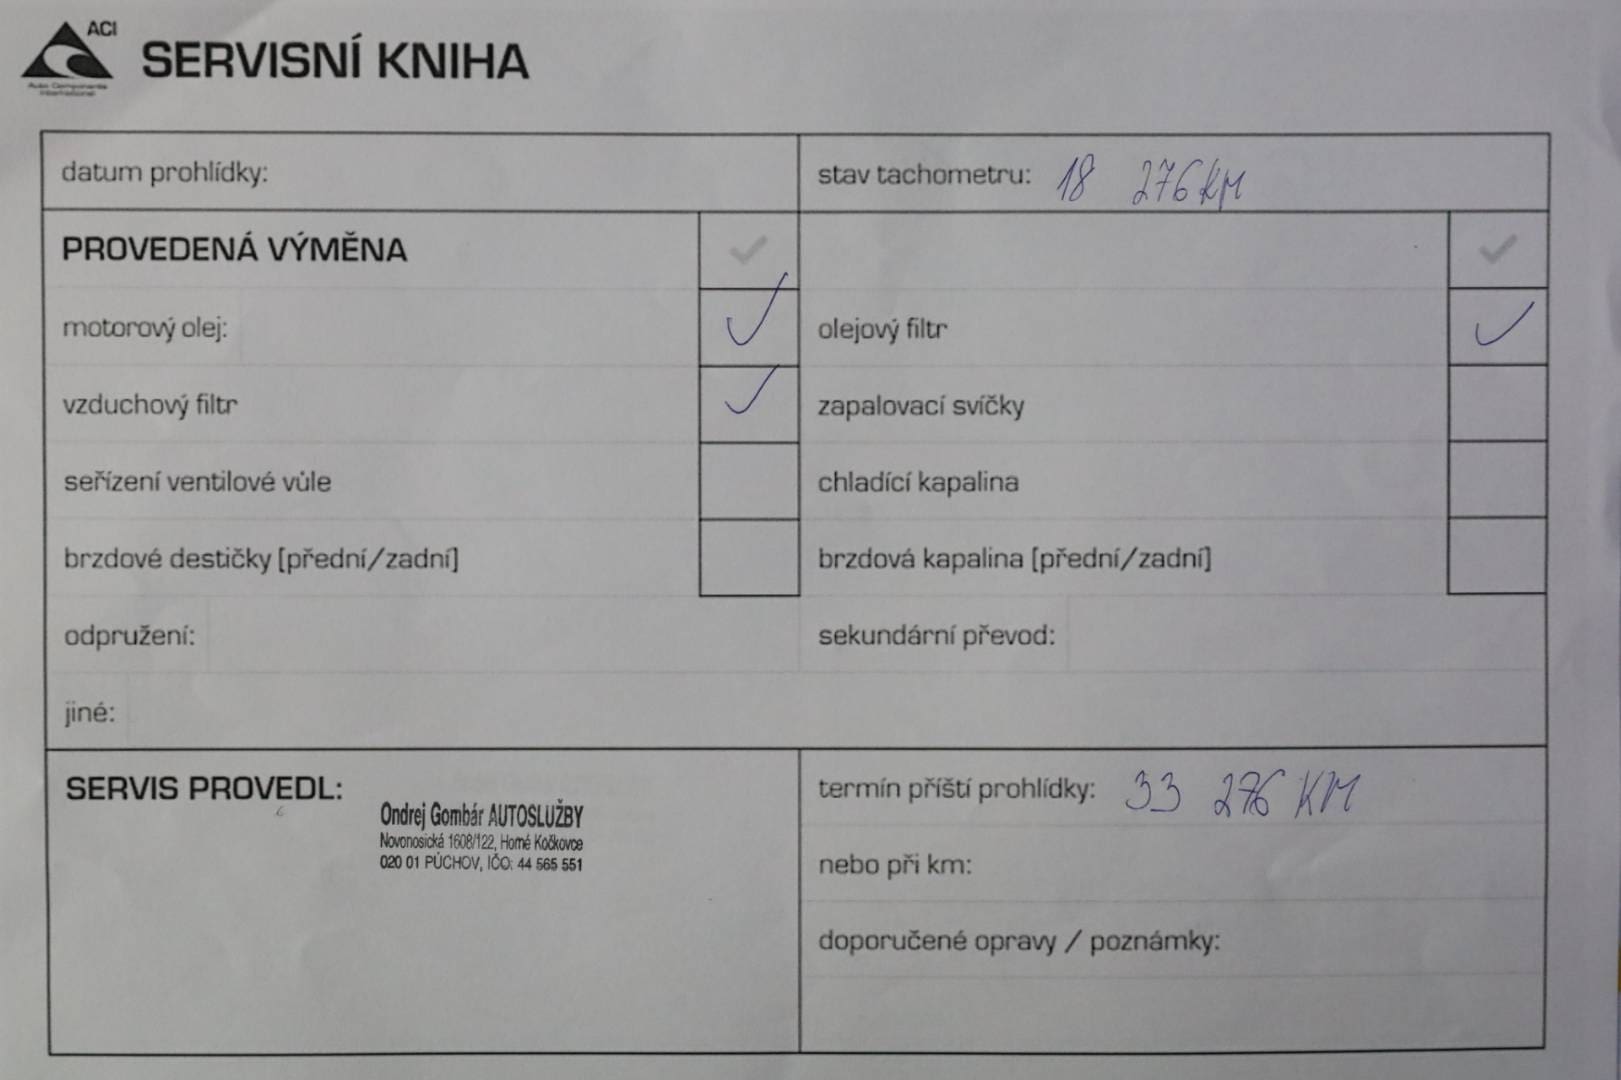 ACI
Auto Components
International
SERVISNÍ KNIHA
datum prohlídky:
stav tachometru: 18 276 KM
PROVEDENÁ VÝMĚNA
motorový olej:
olejový filtr
vzduchový filtr
zapalovací svíčky
seřízení ventilové vůle
chladící kapalina
brzdové destičky [přední/zadní]
brzdová kapalina [přední/zadní]
odpružení:
sekundární převod:
jiné:
SERVIS PROVEDL:
Ondrej Gombár AUTOSLUŽBY
Novonosická 1608/122, Horné Kočkovce
020 01 PÚCHOV, IČO: 44 565 551
termín příští prohlídky: 33 276 KM
nebo při km:
doporučené opravy / poznámky: